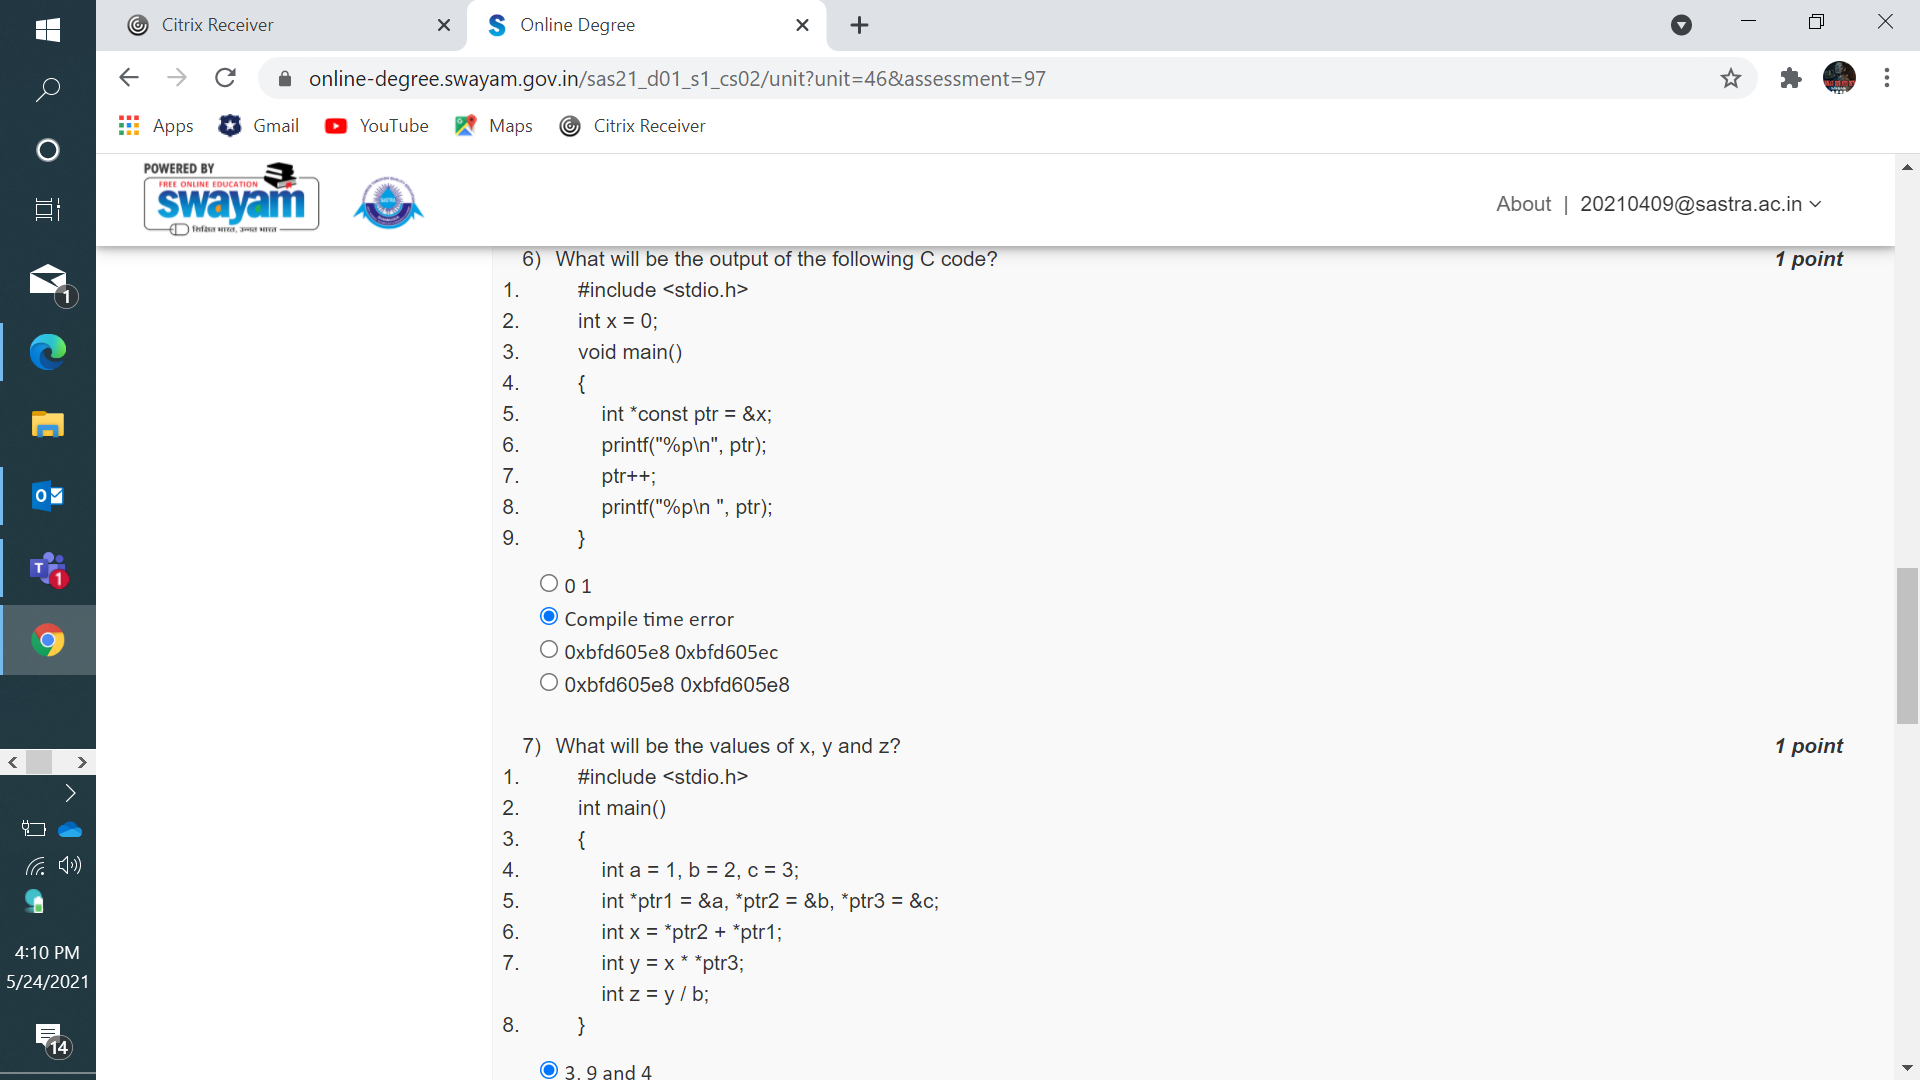 Citrix Receiver
Online Degree
online-degree.swayam.gov.in/sas21_d01_s1_cs02/unit?unit=46&assessment=97
Apps Gmail YouTube Maps Citrix Receiver
POWERED BY
FREE ONLINE EDUCATION
swayam
शिक्षित भारत, उन्नत भारत
About | 20210409@sastra.ac.in
6) What will be the output of the following C code? 1 point
1. #include <stdio.h>
2. int x = 0;
3. void main()
4. {
5. int *const ptr = &x;
6. printf("%p\n", ptr);
7. ptr++;
8. printf("%p\n ", ptr);
9. }
0 1
Compile time error
0xbfd605e8 0xbfd605ec
0xbfd605e8 0xbfd605e8
7) What will be the values of x, y and z? 1 point
1. #include <stdio.h>
2. int main()
3. {
4. int a = 1, b = 2, c = 3;
5. int *ptr1 = &a, *ptr2 = &b, *ptr3 = &c;
6. int x = *ptr2 + *ptr1;
7. int y = x * *ptr3;
int z = y / b;
8. }
3, 9 and 4
1
T
1
4:10 PM
5/24/2021
14